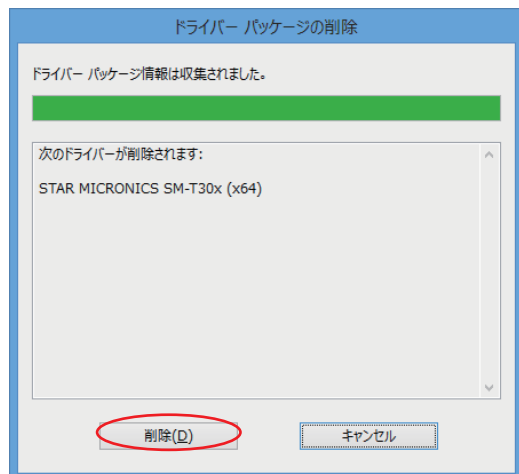 ドライバー パッケージの削除
ドライバー パッケージ情報は収集されました。
次のドライバーが削除されます:
STAR MICRONICS SM-T30x (x64)
削除(D)
キャンセル